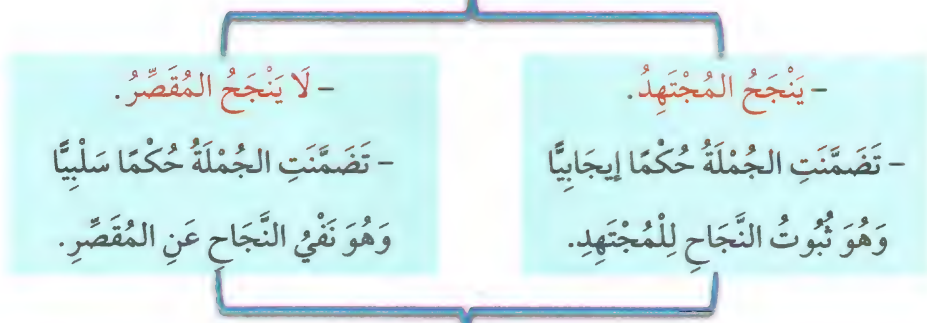 - يَنْجَحُ المُجْتَهِدُ.
- تَضَمَّنَتِ الجُمْلَةُ حُكْمًا إِيجَابِيًّا
وَهُوَ ثُبُوتُ النَّجَاحِ لِلْمُجْتَهِدِ.
- لَا يَنْجَحُ المُقَصِّرُ.
- تَضَمَّنَتِ الجُمْلَةُ حُكْمًا سَلْبِيًّا
وَهُوَ نَفْيُ النَّجَاحِ عَنِ المُقَصِّرِ.